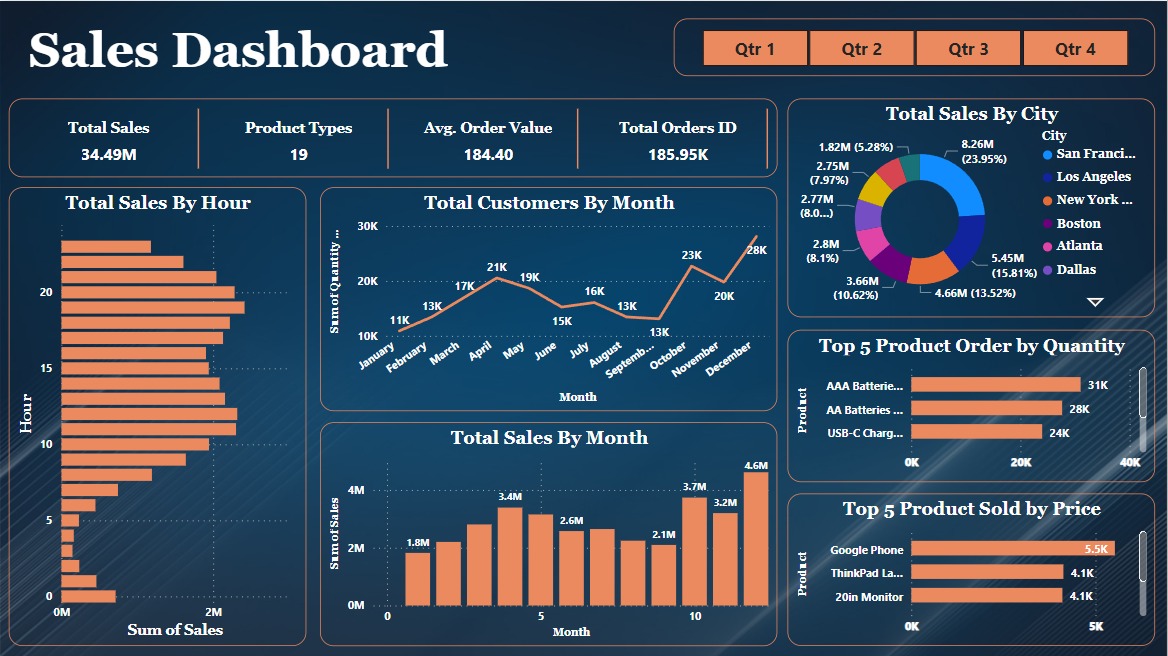 Sales Dashboard
Qtr 1
Qtr 2
Qtr 3
Qtr 4
Total Sales
34.49M
Product Types
19
Avg. Order Value
184.40
Total Orders ID
185.95K
Total Sales By City
City
San Franci...
Los Angeles
New York ...
Boston
Atlanta
Dallas
8.26M
(23.95%)
5.45M
(15.81%)
4.66M (13.52%)
3.66M
(10.62%)
2.8M
(8.1%)
2.77M
(8.0...)
2.75M
(7.97%)
1.82M (5.28%)
Total Sales By Hour
Hour
20
15
10
5
0
0M
2M
Sum of Sales
Total Customers By Month
Sum of Quantity ...
30K
20K
10K
11K
13K
17K
21K
19K
15K
16K
13K
13K
23K
20K
28K
January
February
March
April
May
June
July
August
Septemb...
October
November
December
Month
Total Sales By Month
Sum of Sales
4M
2M
0M
1.8M
3.4M
2.6M
2.1M
3.7M
3.2M
4.6M
0
5
10
Month
Top 5 Product Order by Quantity
Product
AAA Batterie...
31K
AA Batteries ...
28K
USB-C Charg...
24K
0K
20K
40K
Top 5 Product Sold by Price
Product
Google Phone
5.5K
ThinkPad La...
4.1K
20in Monitor
4.1K
0K
5K